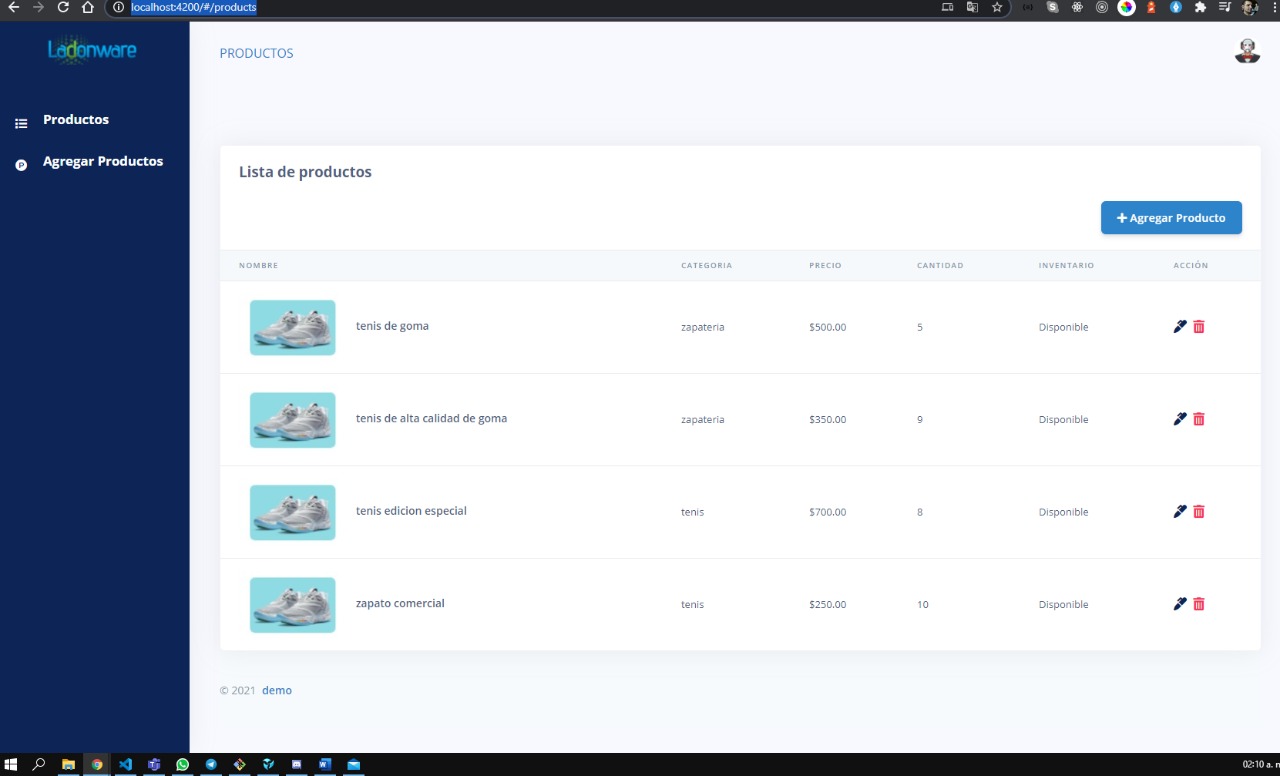 localhost:4200/#/products
Ladonware
PRODUCTOS
Productos
Agregar Productos
Lista de productos
+ Agregar Producto
NOMBRE CATEGORIA PRECIO CANTIDAD INVENTARIO ACCIÓN
tenis de goma zapateria $500.00 5 Disponible
tenis de alta calidad de goma zapateria $350.00 9 Disponible
tenis edicion especial tenis $700.00 8 Disponible
zapato comercial tenis $250.00 10 Disponible
© 2021 demo
02:10 a.